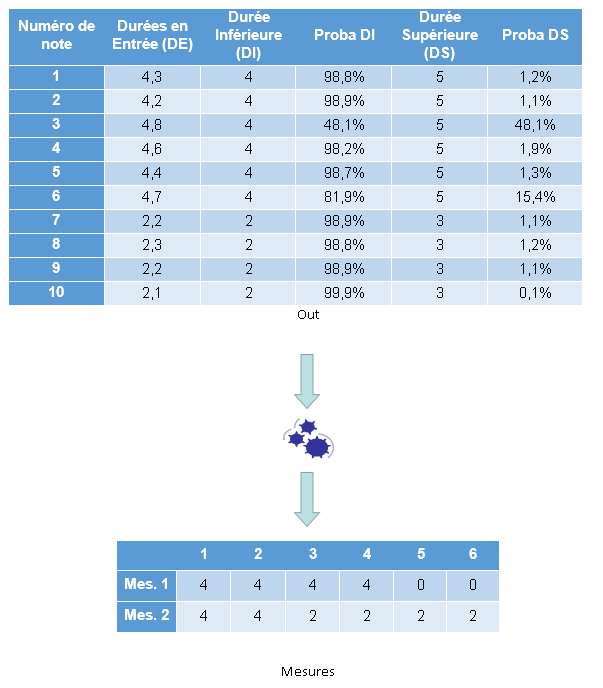 Numéro de note Durées en Entrée (DE) Durée Inférieure (DI) Proba DI Durée Supérieure (DS) Proba DS
1 4,3 4 98,8% 5 1,2%
2 4,2 4 98,9% 5 1,1%
3 4,8 4 48,1% 5 48,1%
4 4,6 4 98,2% 5 1,9%
5 4,4 4 98,7% 5 1,3%
6 4,7 4 81,9% 5 15,4%
7 2,2 2 98,9% 3 1,1%
8 2,3 2 98,8% 3 1,2%
9 2,2 2 98,9% 3 1,1%
10 2,1 2 99,9% 3 0,1%
Out
1 2 3 4 5 6
Mes. 1 4 4 4 4 0 0
Mes. 2 4 4 2 2 2 2
Mesures